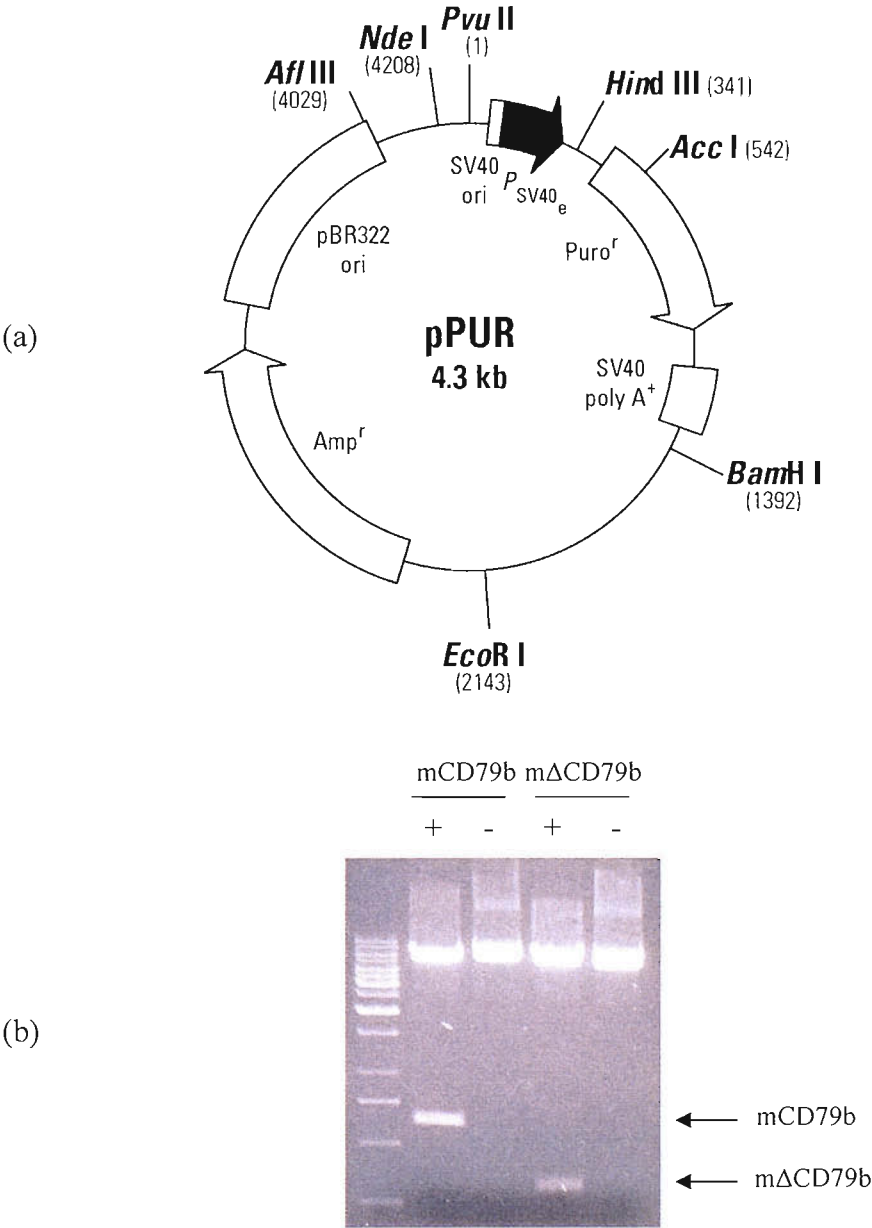 (a)
Pvu II
(1)
Nde I
(4208)
Afl III
(4029)
Hind III (341)
Acc I (542)
SV40
ori
PSV40e
Puroʳ
pBR322
ori
pPUR
4.3 kb
SV40
poly A⁺
Ampʳ
BamH I
(1392)
EcoR I
(2143)
(b)
mCD79b mΔCD79b
+ - + -
mCD79b
mΔCD79b